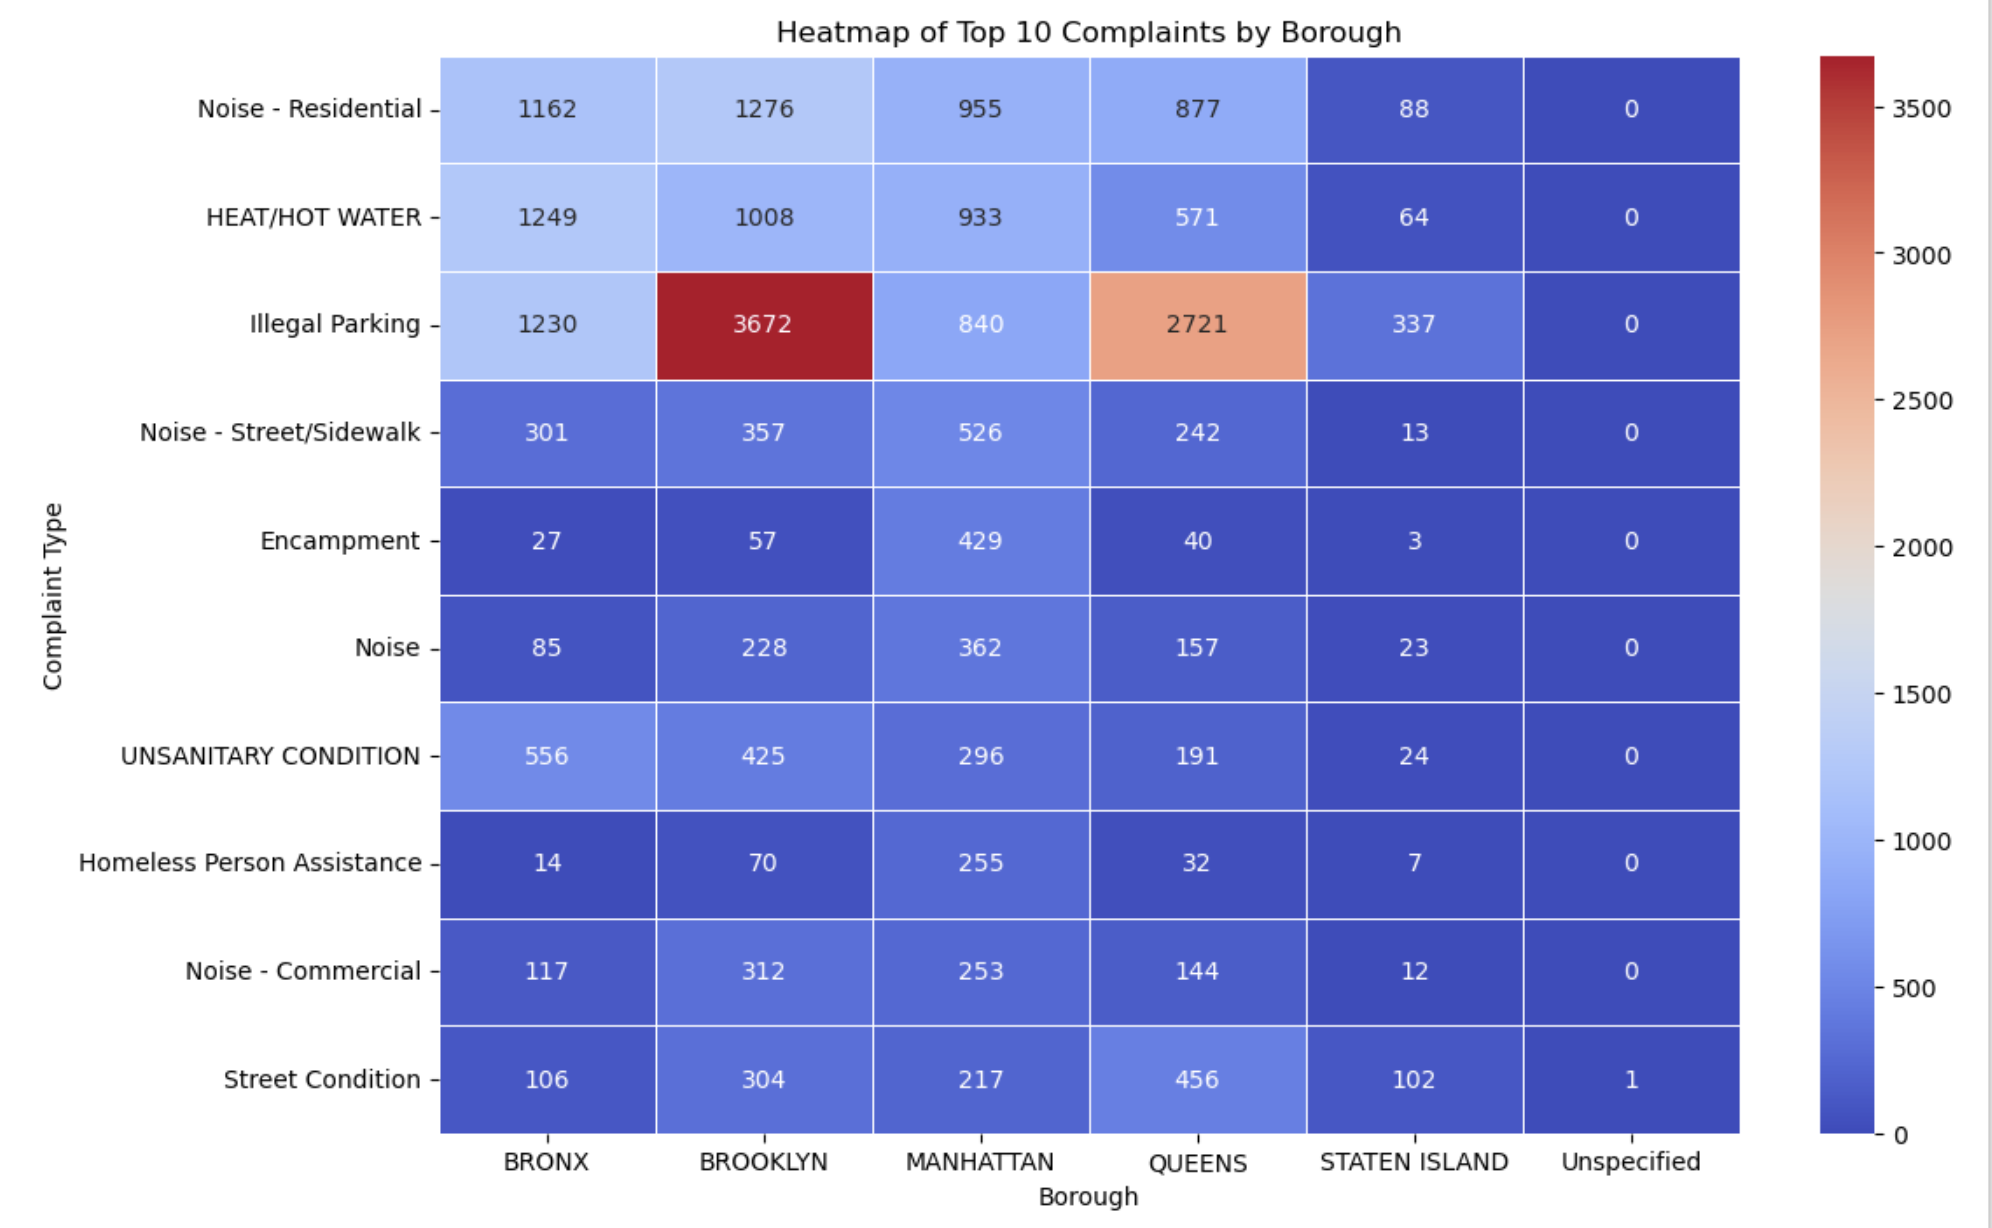 Heatmap of Top 10 Complaints by Borough
Noise - Residential 1162 1276 955 877 88 0
HEAT/HOT WATER 1249 1008 933 571 64 0
Illegal Parking 1230 3672 840 2721 337 0
Noise - Street/Sidewalk 301 357 526 242 13 0
Encampment 27 57 429 40 3 0
Noise 85 228 362 157 23 0
UNSANITARY CONDITION 556 425 296 191 24 0
Homeless Person Assistance 14 70 255 32 7 0
Noise - Commercial 117 312 253 144 12 0
Street Condition 106 304 217 456 102 1
BRONX BROOKLYN MANHATTAN QUEENS STATEN ISLAND Unspecified
Borough
Complaint Type
3500
3000
2500
2000
1500
1000
500
0